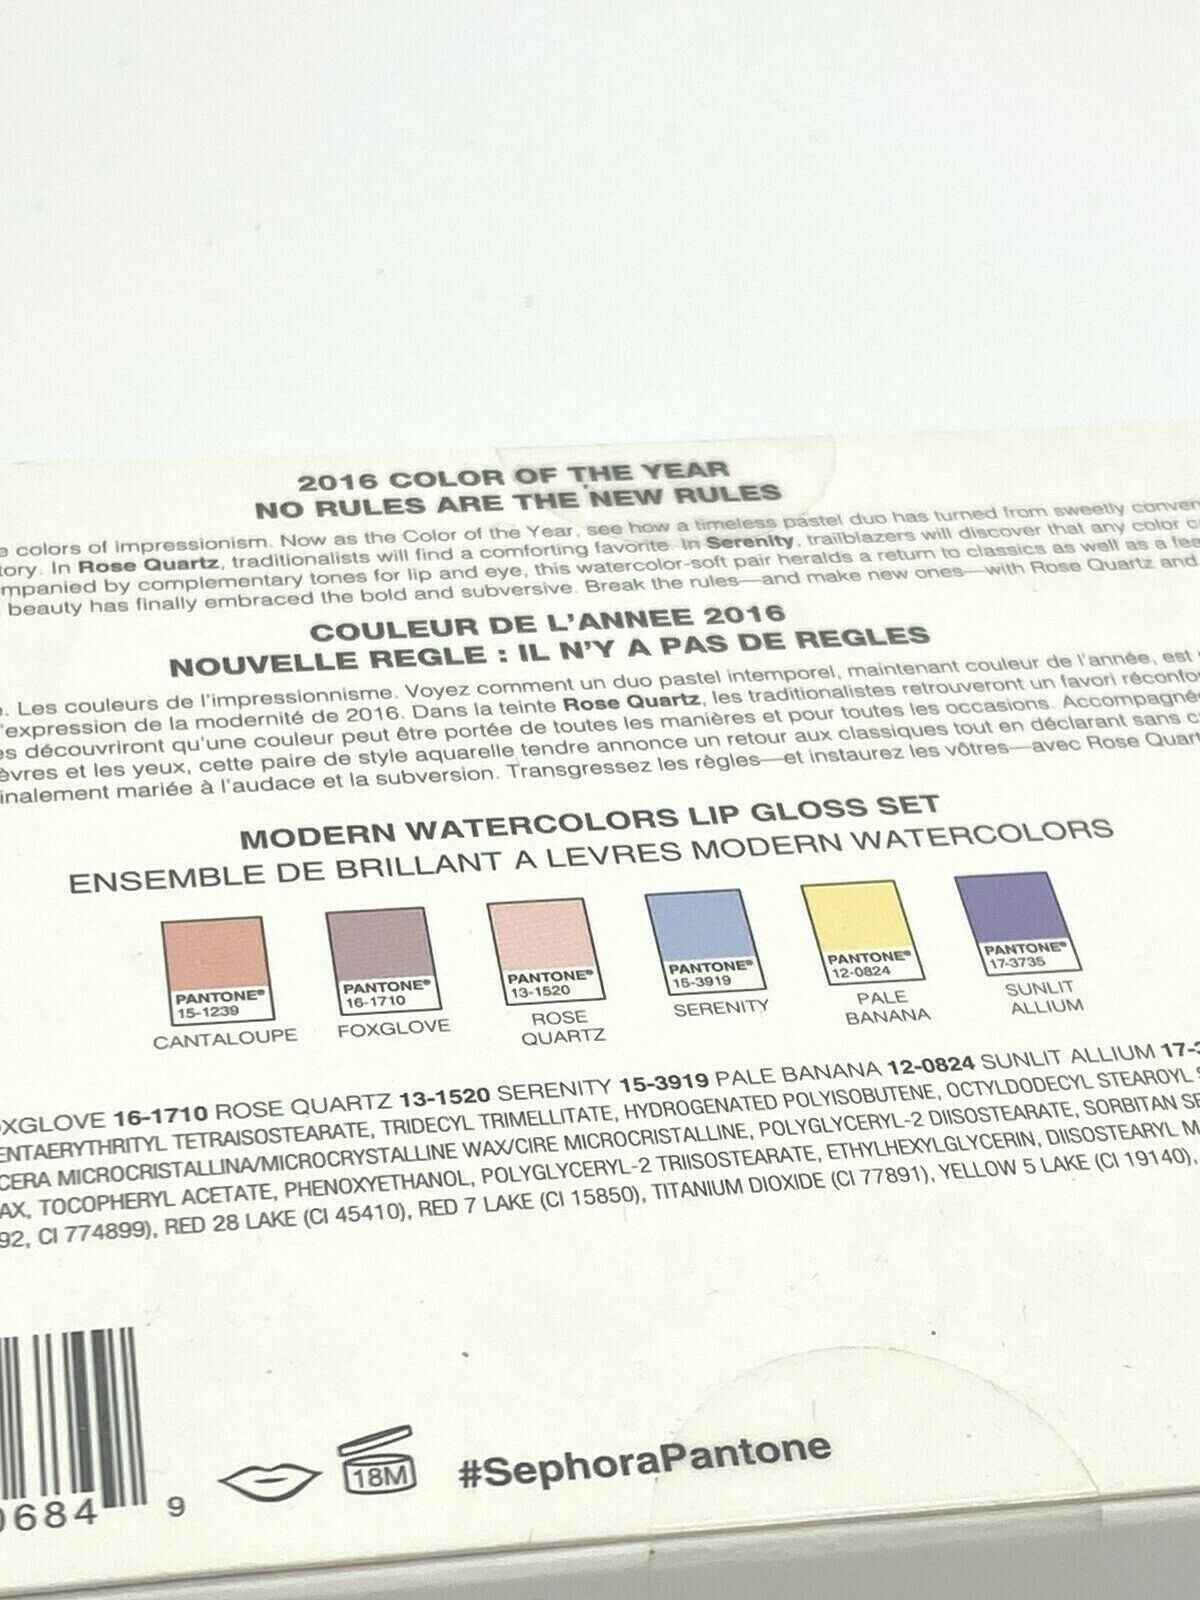 2016 COLOR OF THE YEAR
NO RULES ARE THE NEW RULES
colors of impressionism. Now as the Color of the Year, see how a timeless pastel duo has turned from sweetly
In Rose Quartz, traditionalists will find a comforting favorite. In Serenity, trailblazers will discover that any color
by complementary tones for lip and eye, this watercolor-soft pair heralds a return to classics as well as a
beauty has finally embraced the bold and subversive. Break the rules—and make new ones—with Rose Quartz and
COULEUR DE L'ANNEE 2016
NOUVELLE REGLE : IL N'Y A PAS DE REGLES
Les couleurs de l'impressionnisme. Voyez comment un duo pastel intemporel, maintenant couleur de l'année, est
'expression de la modernité de 2016. Dans la teinte Rose Quartz, les traditionalistes retrouveront un favori
découvriront qu'une couleur peut être portée de toutes les manières et pour toutes les occasions.
èvres et les yeux, cette paire de style aquarelle tendre annonce un retour aux classiques tout en déclarant sans
inalement mariée à l'audace et la subversion. Transgressez les règles—et instaurez les vôtres—avec Rose
MODERN WATERCOLORS LIP GLOSS SET
ENSEMBLE DE BRILLANT A LEVRES MODERN WATERCOLORS
PANTONE® PANTONE® PANTONE® PANTONE® PANTONE® PANTONE®
15-1239 16-1710 13-1520 15-3919 12-0824 17-3735
CANTALOUPE FOXGLOVE ROSE SERENITY PALE SUNLIT
QUARTZ BANANA ALLIUM
OXGLOVE 16-1710 ROSE QUARTZ 13-1520 SERENITY 15-3919 PALE BANANA 12-0824 SUNLIT ALLIUM 17-3
ENTAERYTHRITYL TETRAISOSTEARATE, TRIDECYL TRIMELLITATE, HYDROGENATED POLYISOBUTENE, OCTYLDODECYL STEAROYL
CERA MICROCRISTALLINA/MICROCRYSTALLINE WAX/CIRE MICROCRISTALLINE, POLYGLYCERYL-2 DIISOSTEARATE, SORBITAN
AX, TOCOPHERYL ACETATE, PHENOXYETHANOL, POLYGLYCERYL-2 TRIISOSTEARATE, ETHYLHEXYLGLYCERIN, DIISOSTEARYL
92, CI 774899), RED 28 LAKE (CI 45410), RED 7 LAKE (CI 15850), TITANIUM DIOXIDE (CI 77891), YELLOW 5 LAKE (CI 19140),
0684 9
18M
#SephoraPantone